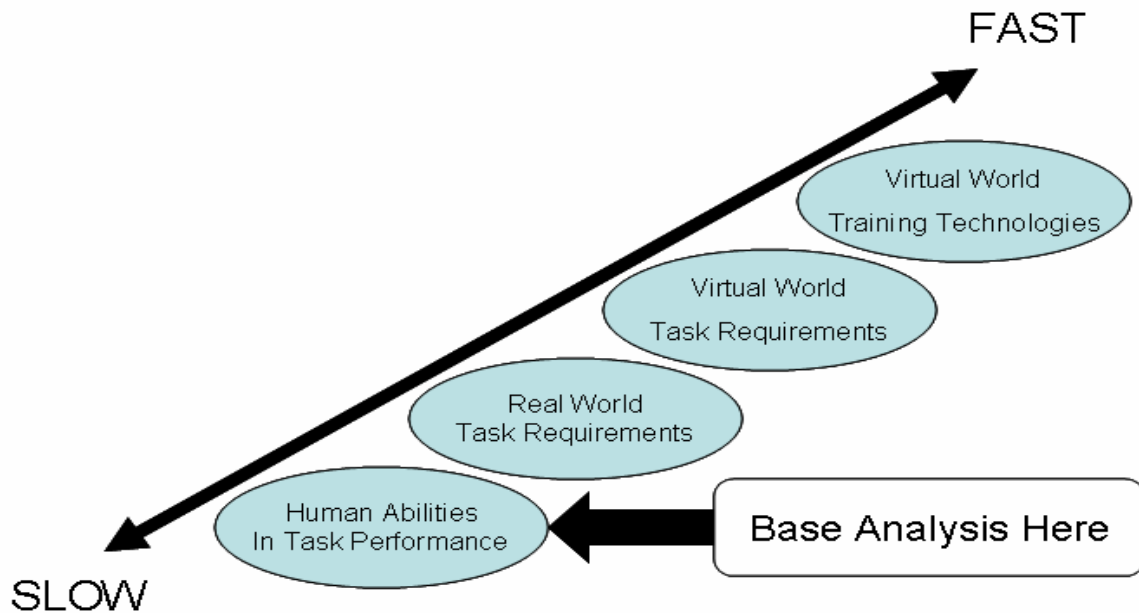 FAST
Virtual World
Training Technologies
Virtual World
Task Requirements
Real World
Task Requirements
Human Abilities
In Task Performance
Base Analysis Here
SLOW